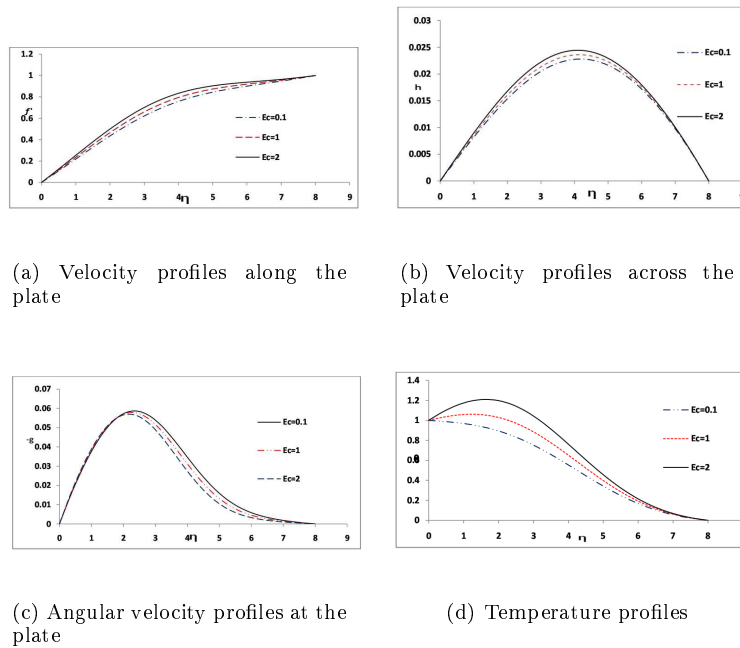 1.2
1
0.8
f'
0.6
0.4
0.2
0
Ec=0.1
Ec=1
Ec=2
0 1 2 3 4 5 6 7 8 9
η
(a) Velocity profiles along the
plate
0.03
0.025
0.02
h
0.015
0.01
0.005
0
Ec=0.1
Ec=1
Ec=2
0 1 2 3 4 5 6 7 8 9
η
(b) Velocity profiles across the
plate
0.07
0.06
0.05
0.04
0.03
0.02
0.01
0
Ec=0.1
Ec=1
Ec=2
0 1 2 3 4 5 6 7 8 9
η
(c) Angular velocity profiles at the
plate
1.4
1.2
1
0.8
0.6
θ
0.4
0.2
0
Ec=0.1
Ec=1
Ec=2
0 1 2 3 4 5 6 7 8
η
(d) Temperature profiles